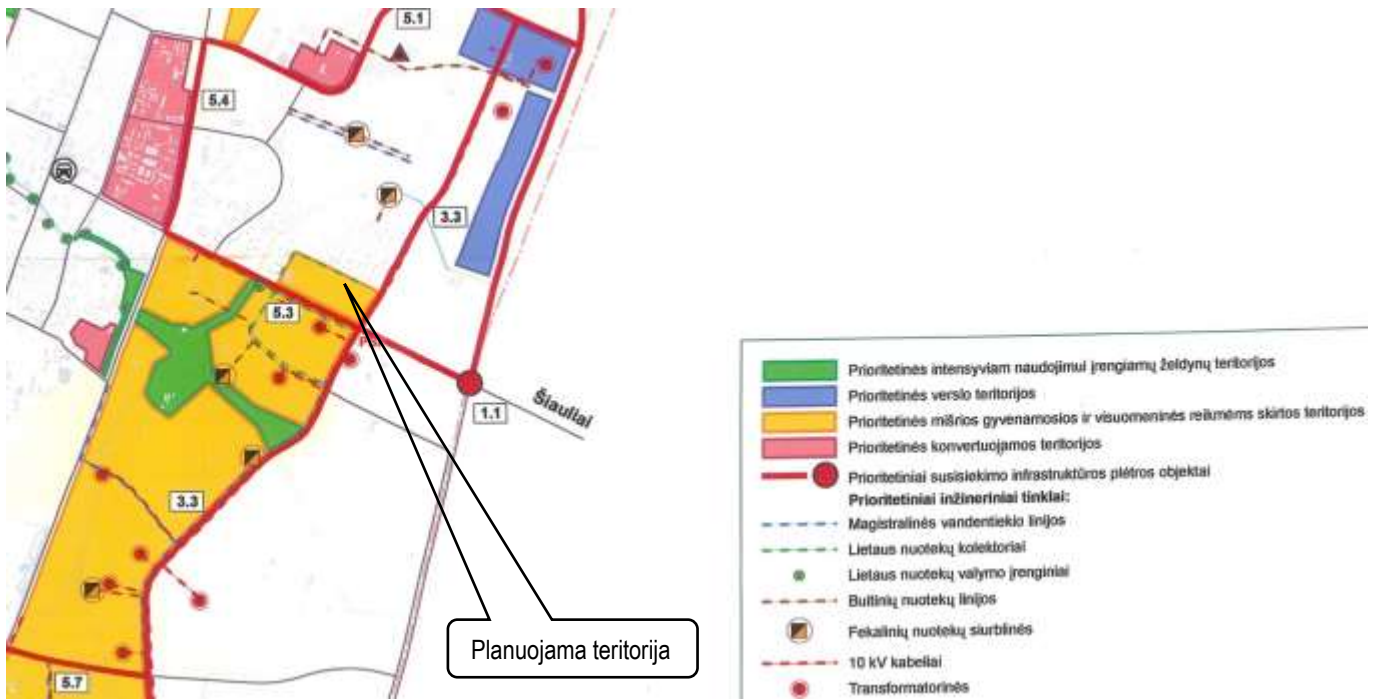 5.1
5.4
3.3
5.3
1.1
Šiauliai
3.3
5.7
Planuojama teritorija
Prioritetinės intensyviam naudojimui įrengiamų želdynų teritorijos
Prioritetinės verslo teritorijos
Prioritetinės mišrios gyvenamosios ir visuomeninės reikmėms skirtos teritorijos
Prioritetinės konvertuojamos teritorijos
Prioritetiniai susisiekimo infrastruktūros plėtros objektai
Prioritetiniai inžineriniai tinklai:
Magistralinės vandentiekio linijos
Lietaus nuotekų kolektoriai
Lietaus nuotekų valymo įrenginiai
Buitinių nuotekų linijos
Fekalinių nuotekų siurblinės
10 kV kabeliai
Transformatorinės